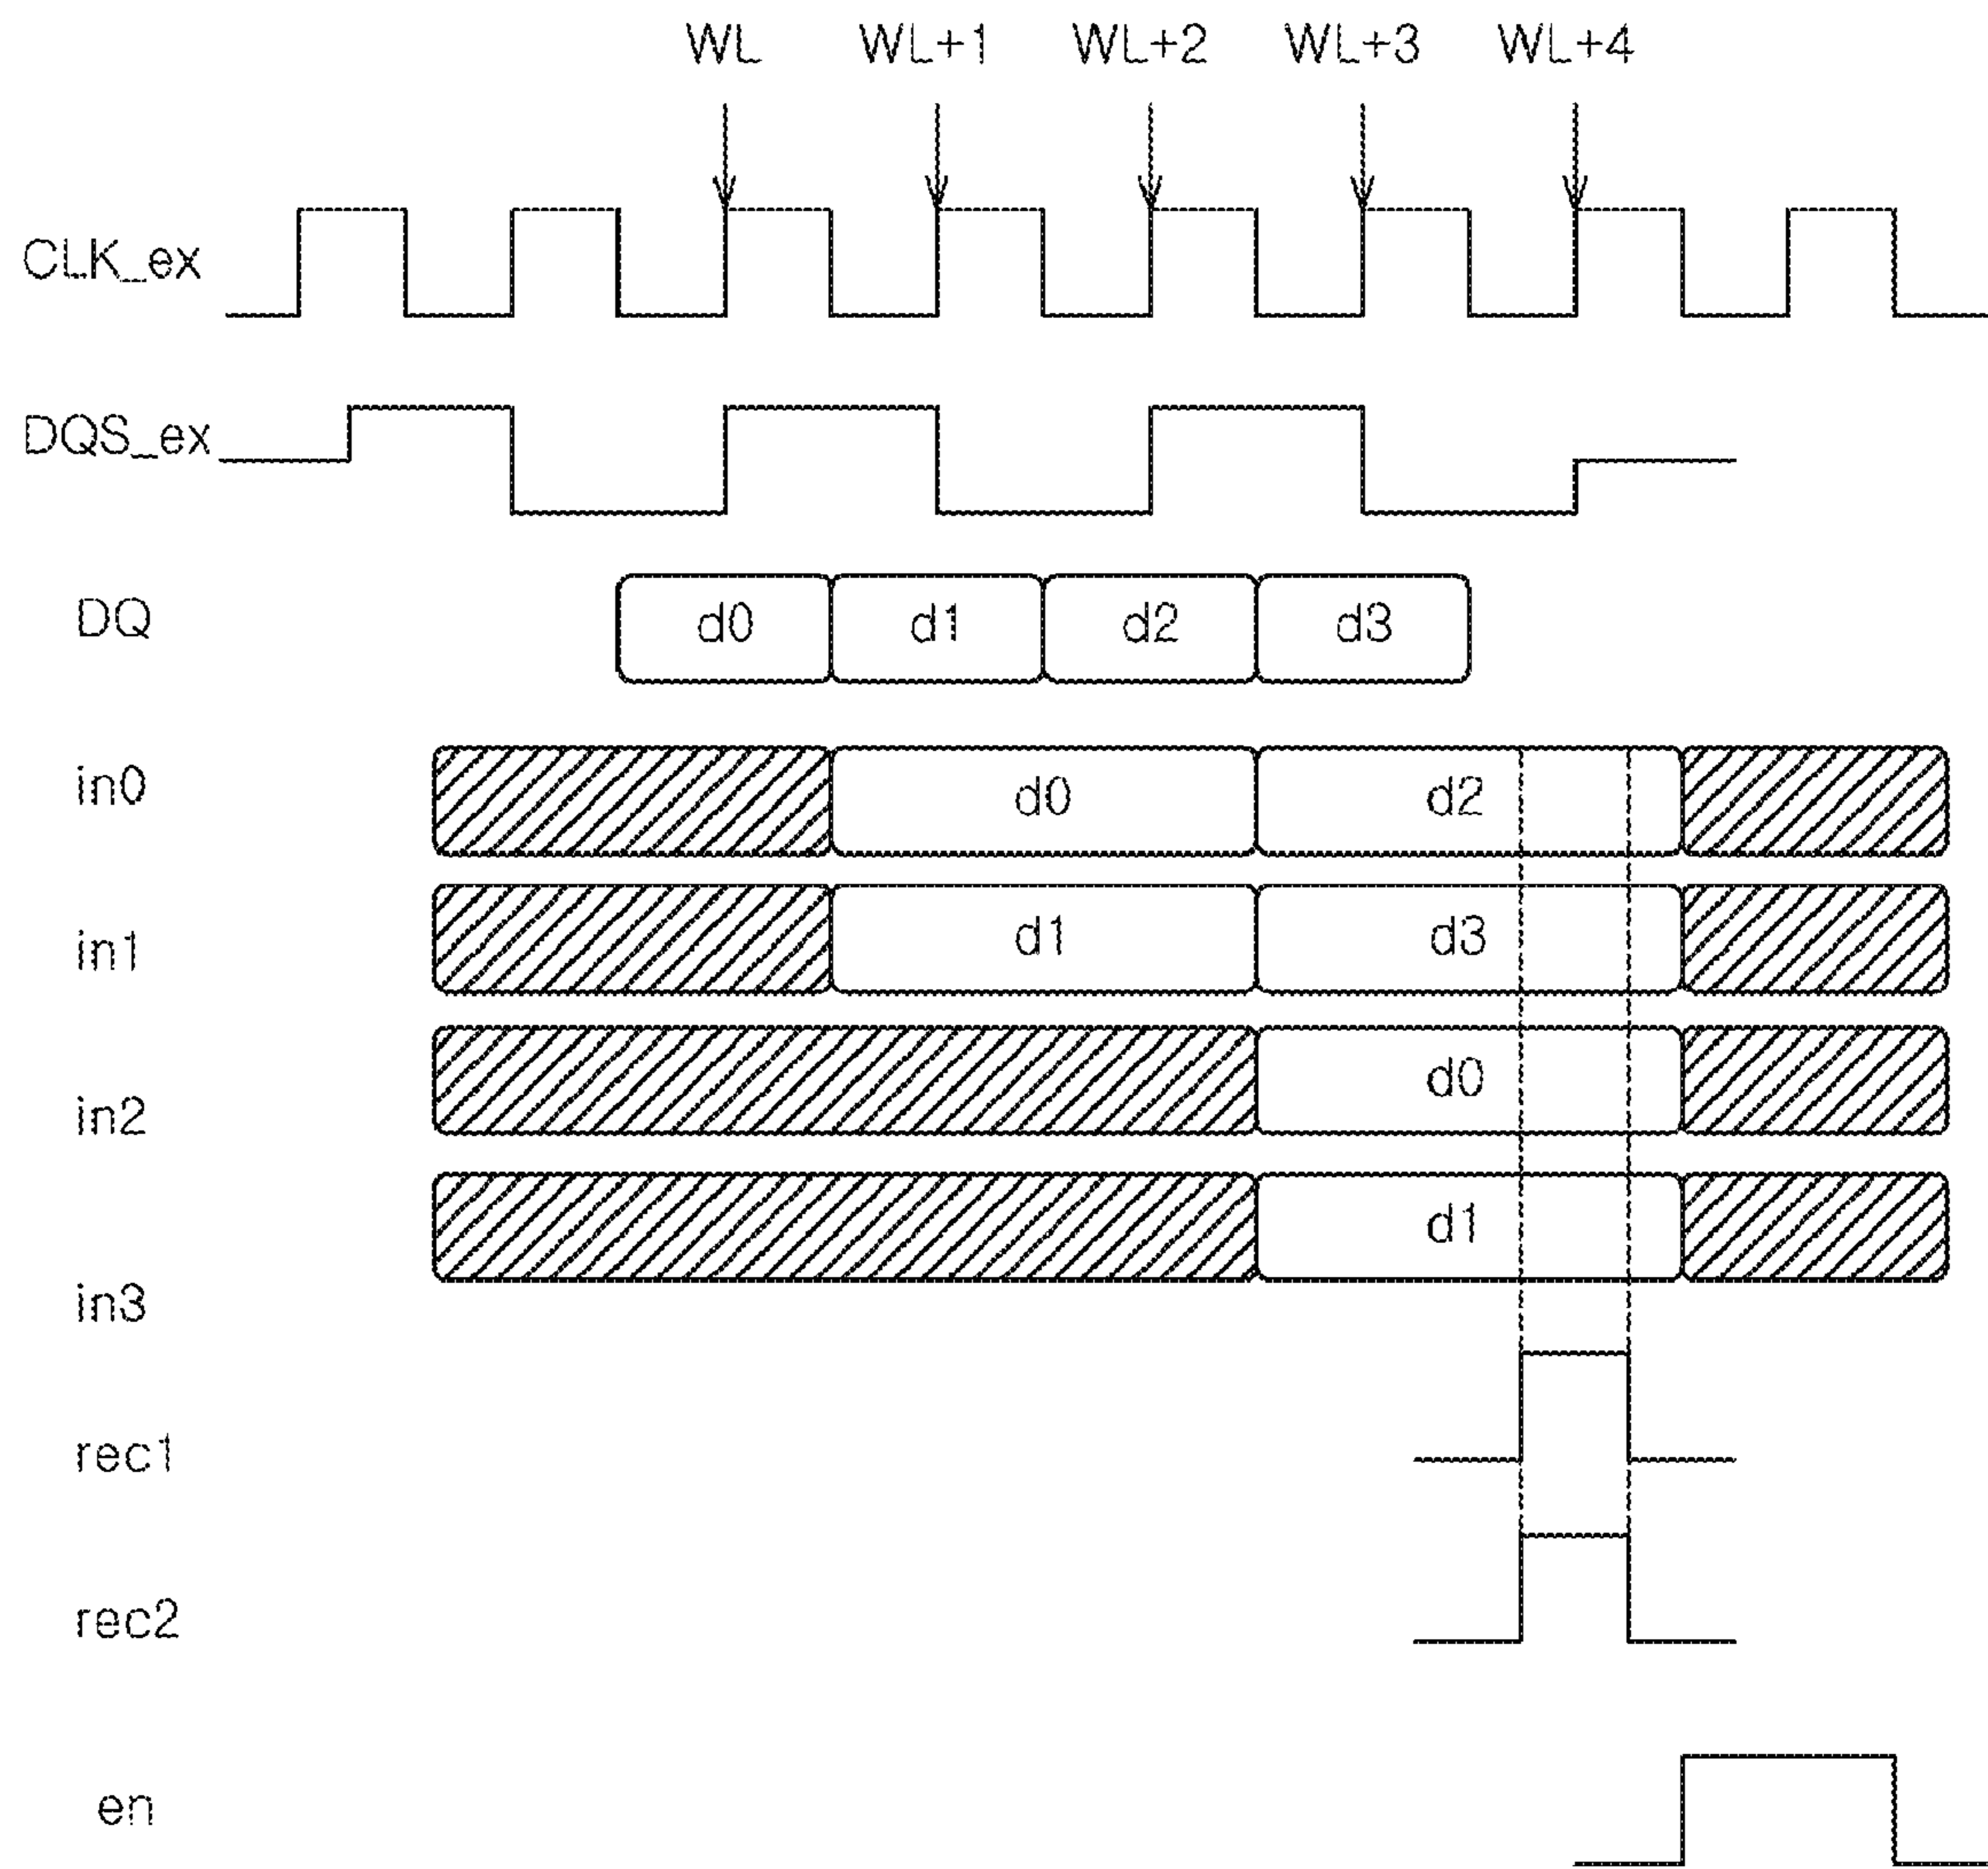 WL WL+1 WL+2 WL+3 WL+4
CLK_ex
DQS_ex
DQ d0 d1 d2 d3
in0 d0 d2
in1 d1 d3
in2 d0
in3 d1
rec1
rec2
en